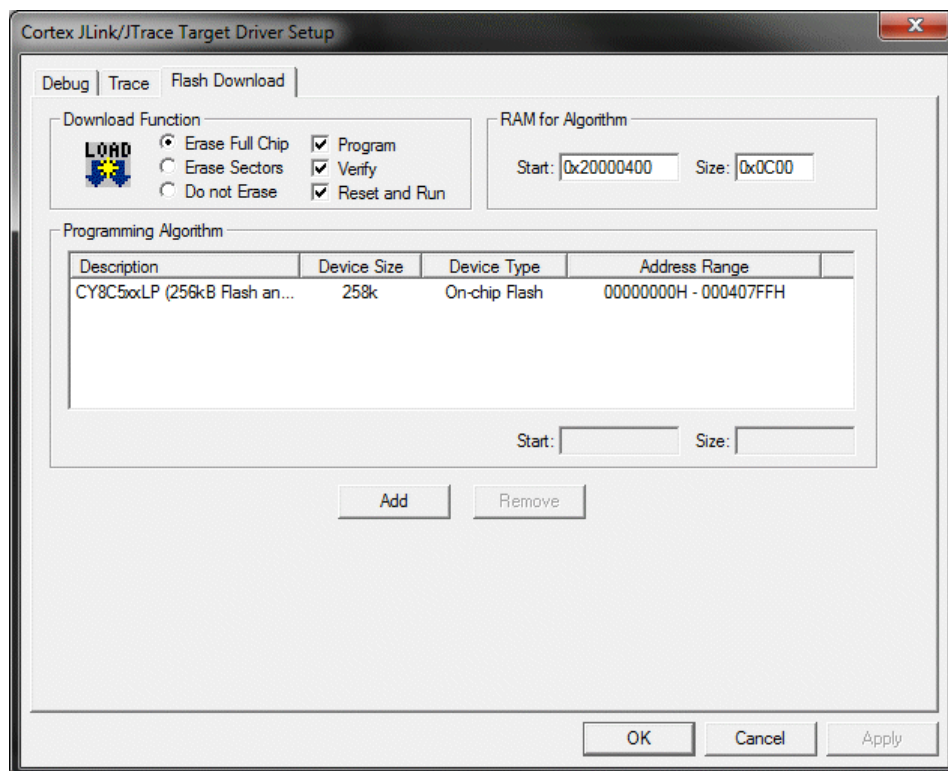 Cortex JLink/JTrace Target Driver Setup
Debug Trace Flash Download
Download Function
LOAD
Erase Full Chip
Erase Sectors
Do not Erase
Program
Verify
Reset and Run
RAM for Algorithm
Start: 0x20000400 Size: 0x0C00
Programming Algorithm
Description Device Size Device Type Address Range
CY8C5xxLP (256kB Flash an... 258k On-chip Flash 00000000H - 000407FFH
Start: Size:
Add Remove
OK Cancel Apply